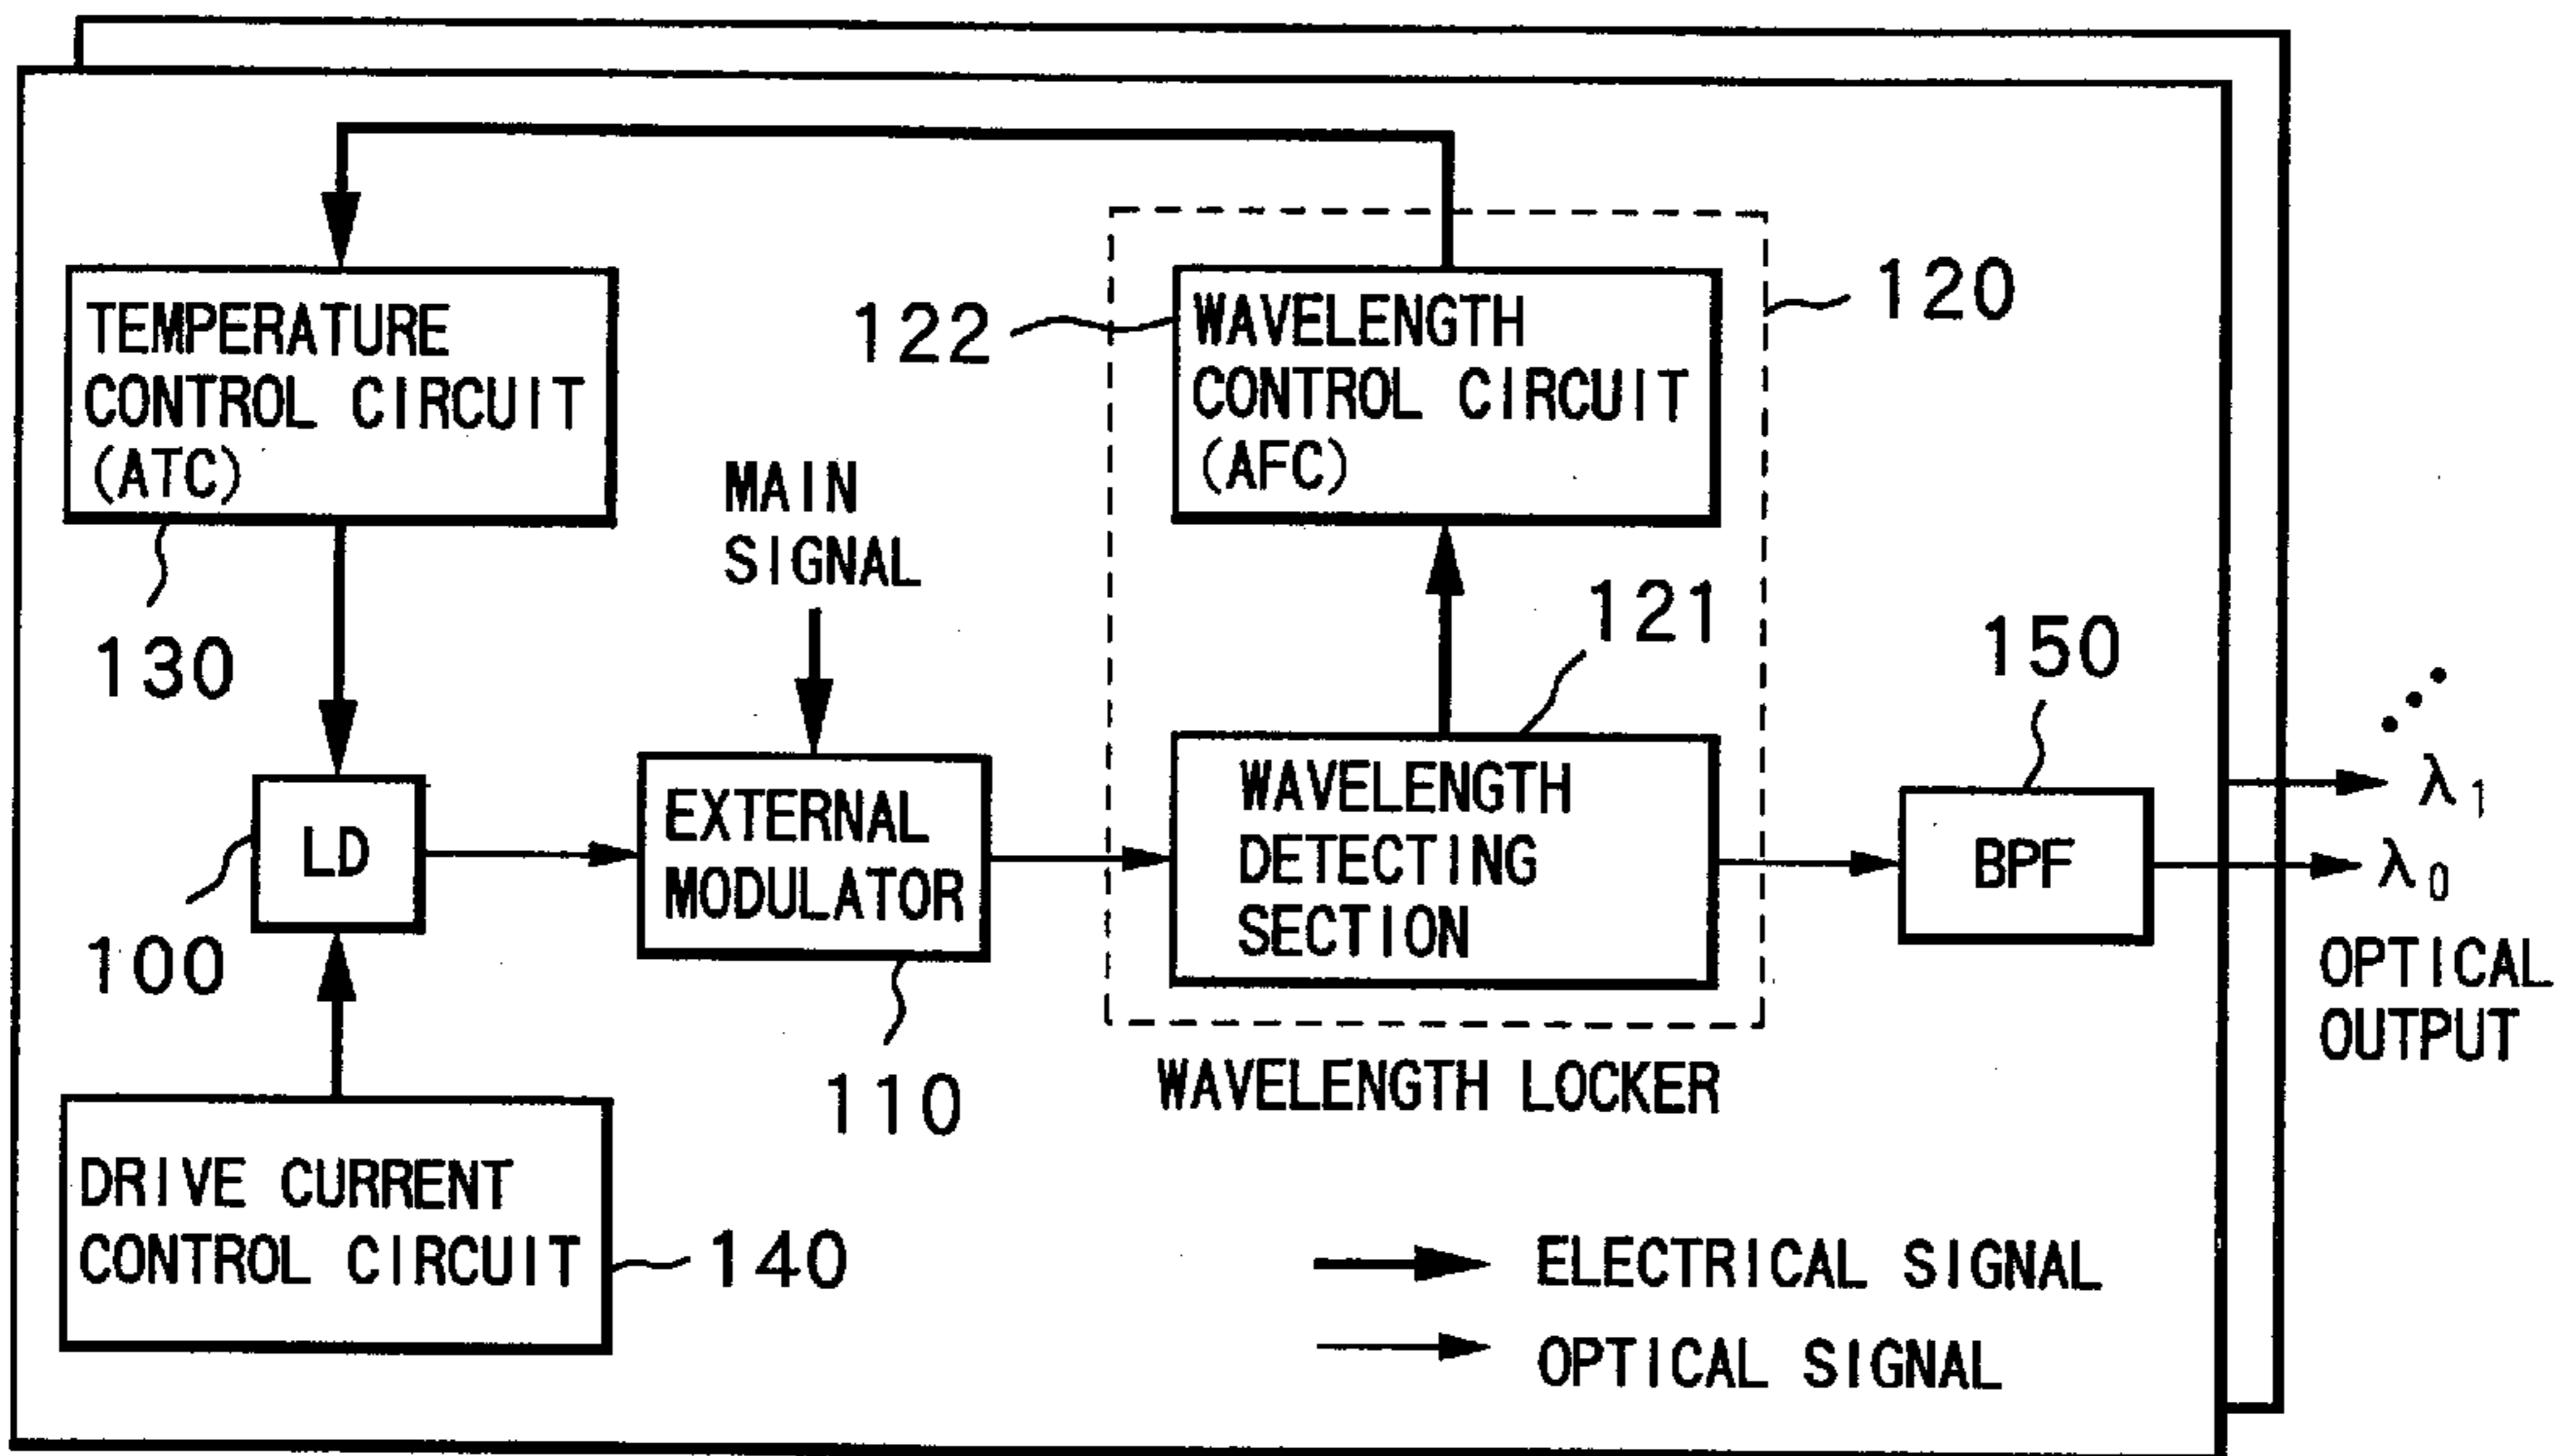 TEMPERATURE
CONTROL CIRCUIT
(ATC)
130
122
WAVELENGTH
CONTROL CIRCUIT
(AFC)
120
MAIN
SIGNAL
121
150
LD
100
EXTERNAL
MODULATOR
110
WAVELENGTH
DETECTING
SECTION
WAVELENGTH LOCKER
BPF
λ1
λ0
OPTICAL
OUTPUT
DRIVE CURRENT
CONTROL CIRCUIT
140
ELECTRICAL SIGNAL
OPTICAL SIGNAL